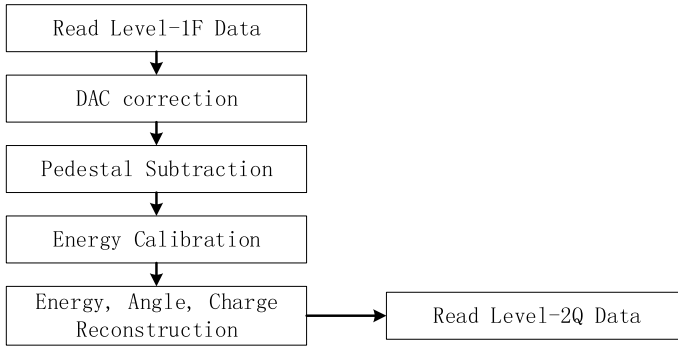 Read Level-1F Data
DAC correction
Pedestal Subtraction
Energy Calibration
Energy, Angle, Charge
Reconstruction
Read Level-2Q Data